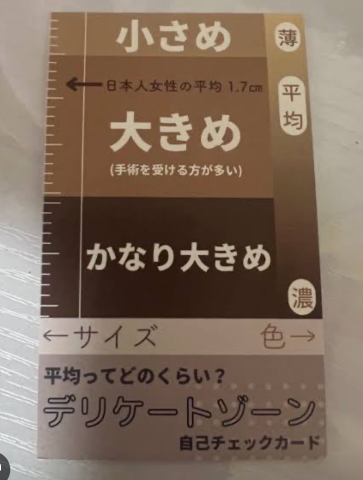 小さめ
薄
←日本人女性の平均 1.7㎝
平均
大きめ
(手術を受ける方が多い)
かなり大きめ
濃
←サイズ
色→
平均ってどのくらい？
デリケートゾーン
自己チェックカード